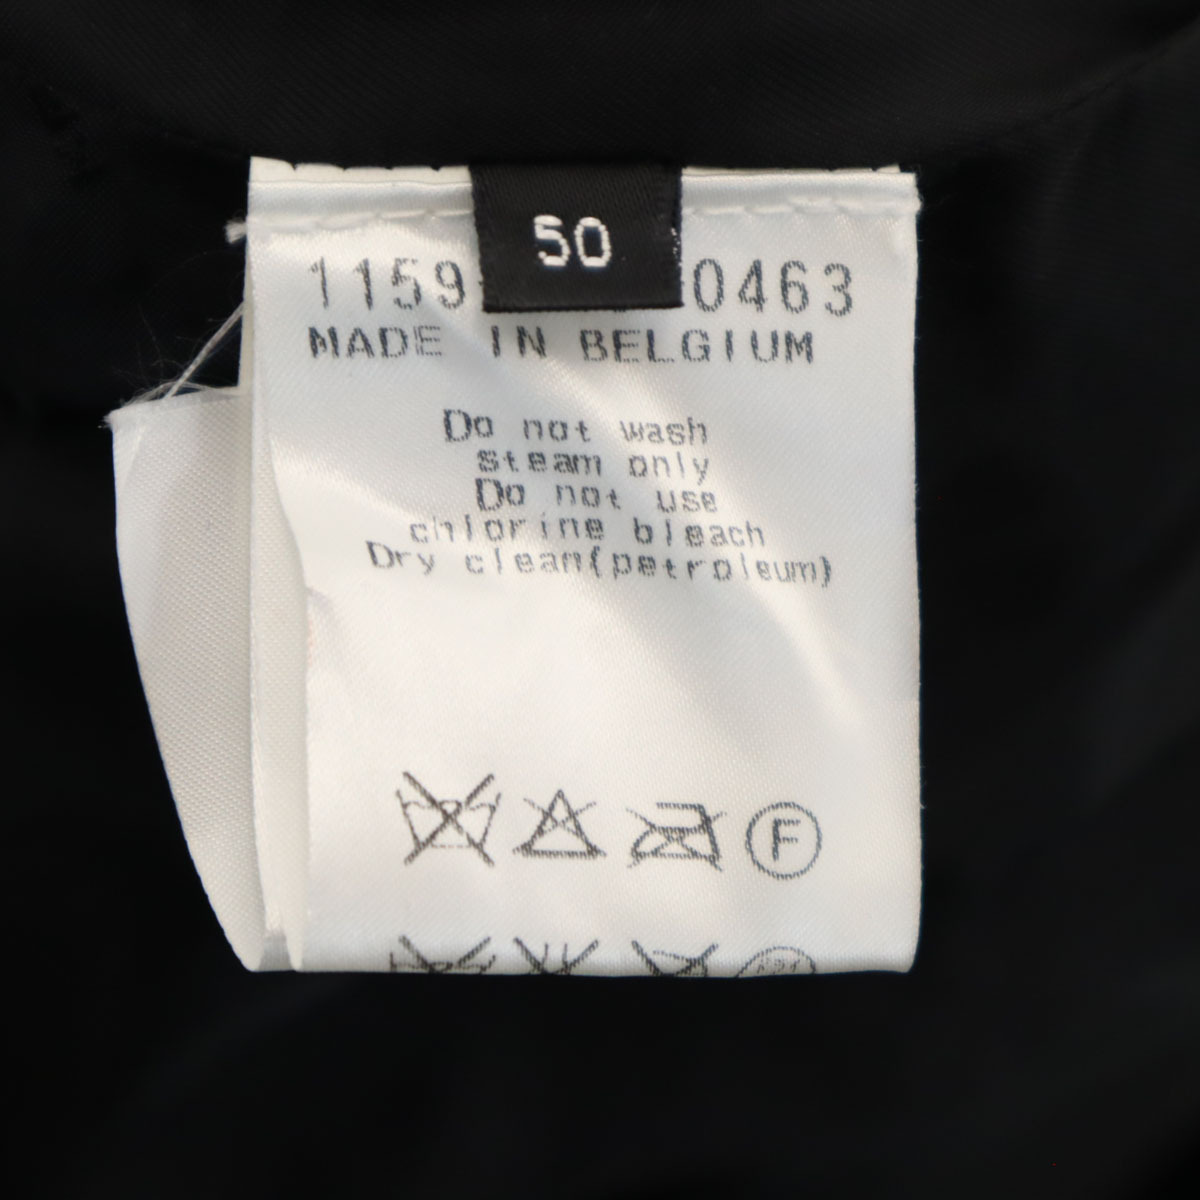 50
1159 0463
MADE IN BELGIUM
Do not wash
steam only
Do not use
chlorine bleach
Dry clean(petroleum)
F